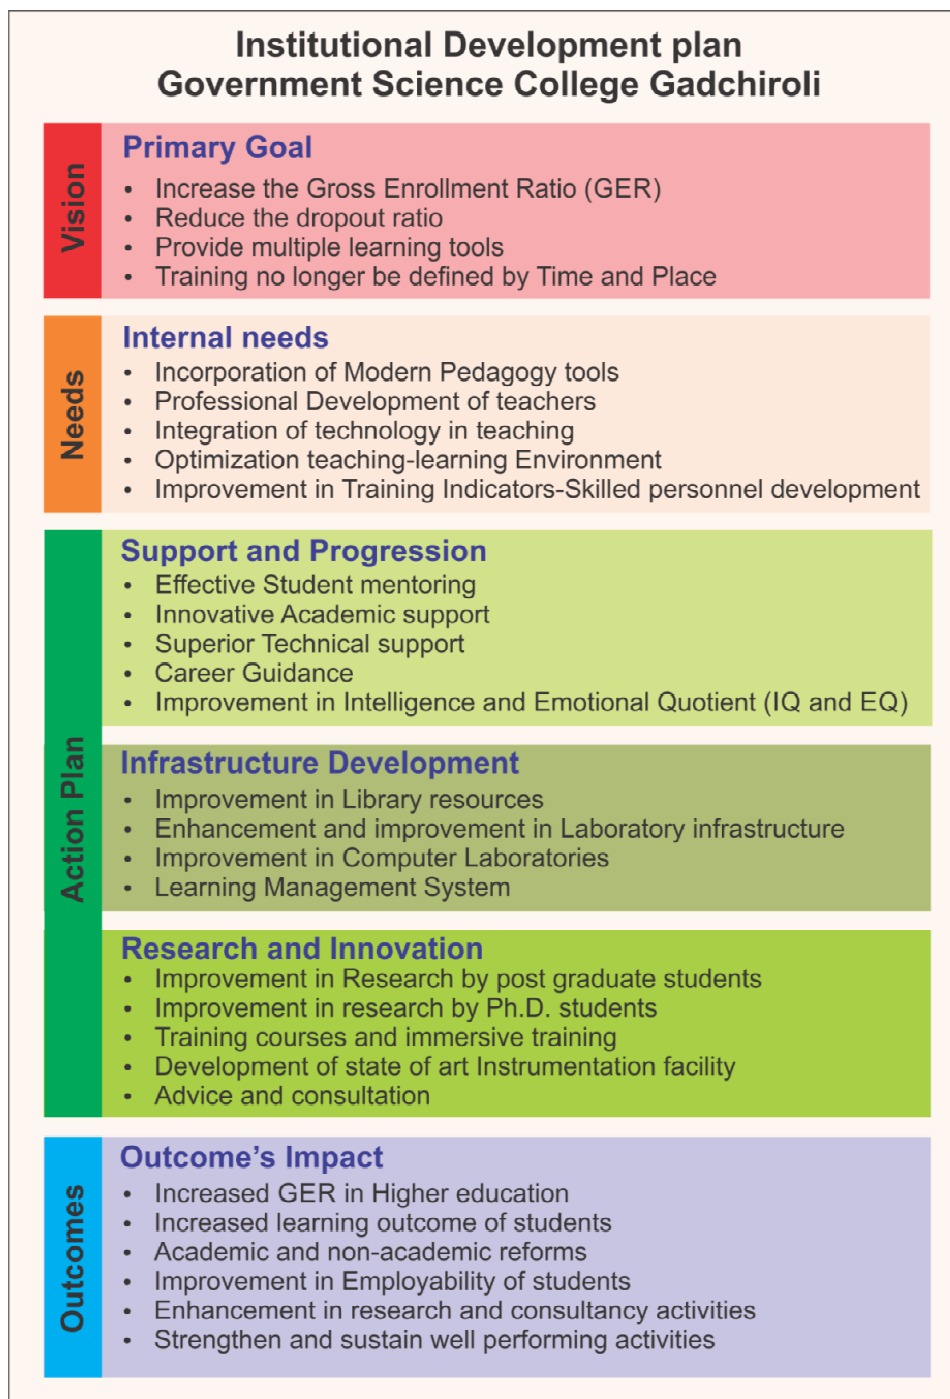 Institutional Development plan
Government Science College Gadchiroli
Vision
Primary Goal
• Increase the Gross Enrollment Ratio (GER)
• Reduce the dropout ratio
• Provide multiple learning tools
• Training no longer be defined by Time and Place
Needs
Internal needs
• Incorporation of Modern Pedagogy tools
• Professional Development of teachers
• Integration of technology in teaching
• Optimization teaching-learning Environment
• Improvement in Training Indicators-Skilled personnel development
Action Plan
Support and Progression
• Effective Student mentoring
• Innovative Academic support
• Superior Technical support
• Career Guidance
• Improvement in Intelligence and Emotional Quotient (IQ and EQ)
Infrastructure Development
• Improvement in Library resources
• Enhancement and improvement in Laboratory infrastructure
• Improvement in Computer Laboratories
• Learning Management System
Research and Innovation
• Improvement in Research by post graduate students
• Improvement in research by Ph.D. students
• Training courses and immersive training
• Development of state of art Instrumentation facility
• Advice and consultation
Outcomes
Outcome's Impact
• Increased GER in Higher education
• Increased learning outcome of students
• Academic and non-academic reforms
• Improvement in Employability of students
• Enhancement in research and consultancy activities
• Strengthen and sustain well performing activities